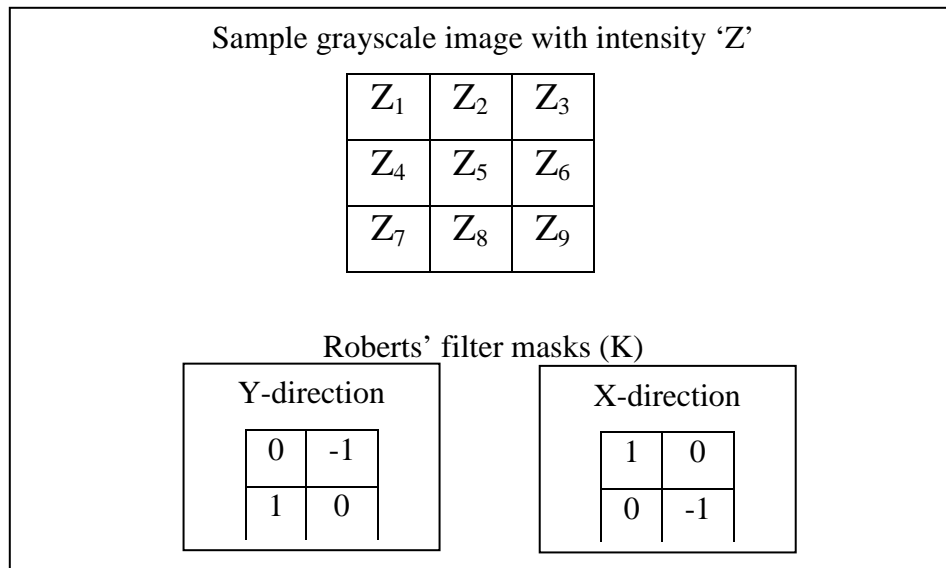 Sample grayscale image with intensity ‘Z’
Z₁ Z₂ Z₃
Z₄ Z₅ Z₆
Z₇ Z₈ Z₉
Roberts’ filter masks (K)
Y-direction
0 -1
1 0
X-direction
1 0
0 -1